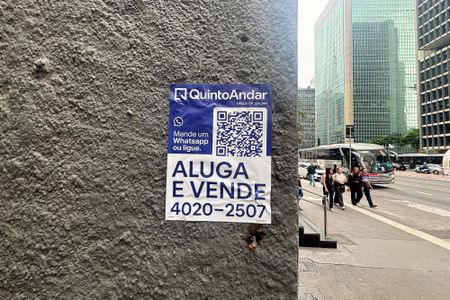 QuintoAndar
Mande um
Whatsapp
ou ligue.
ALUGA
E VENDE
4020-2507